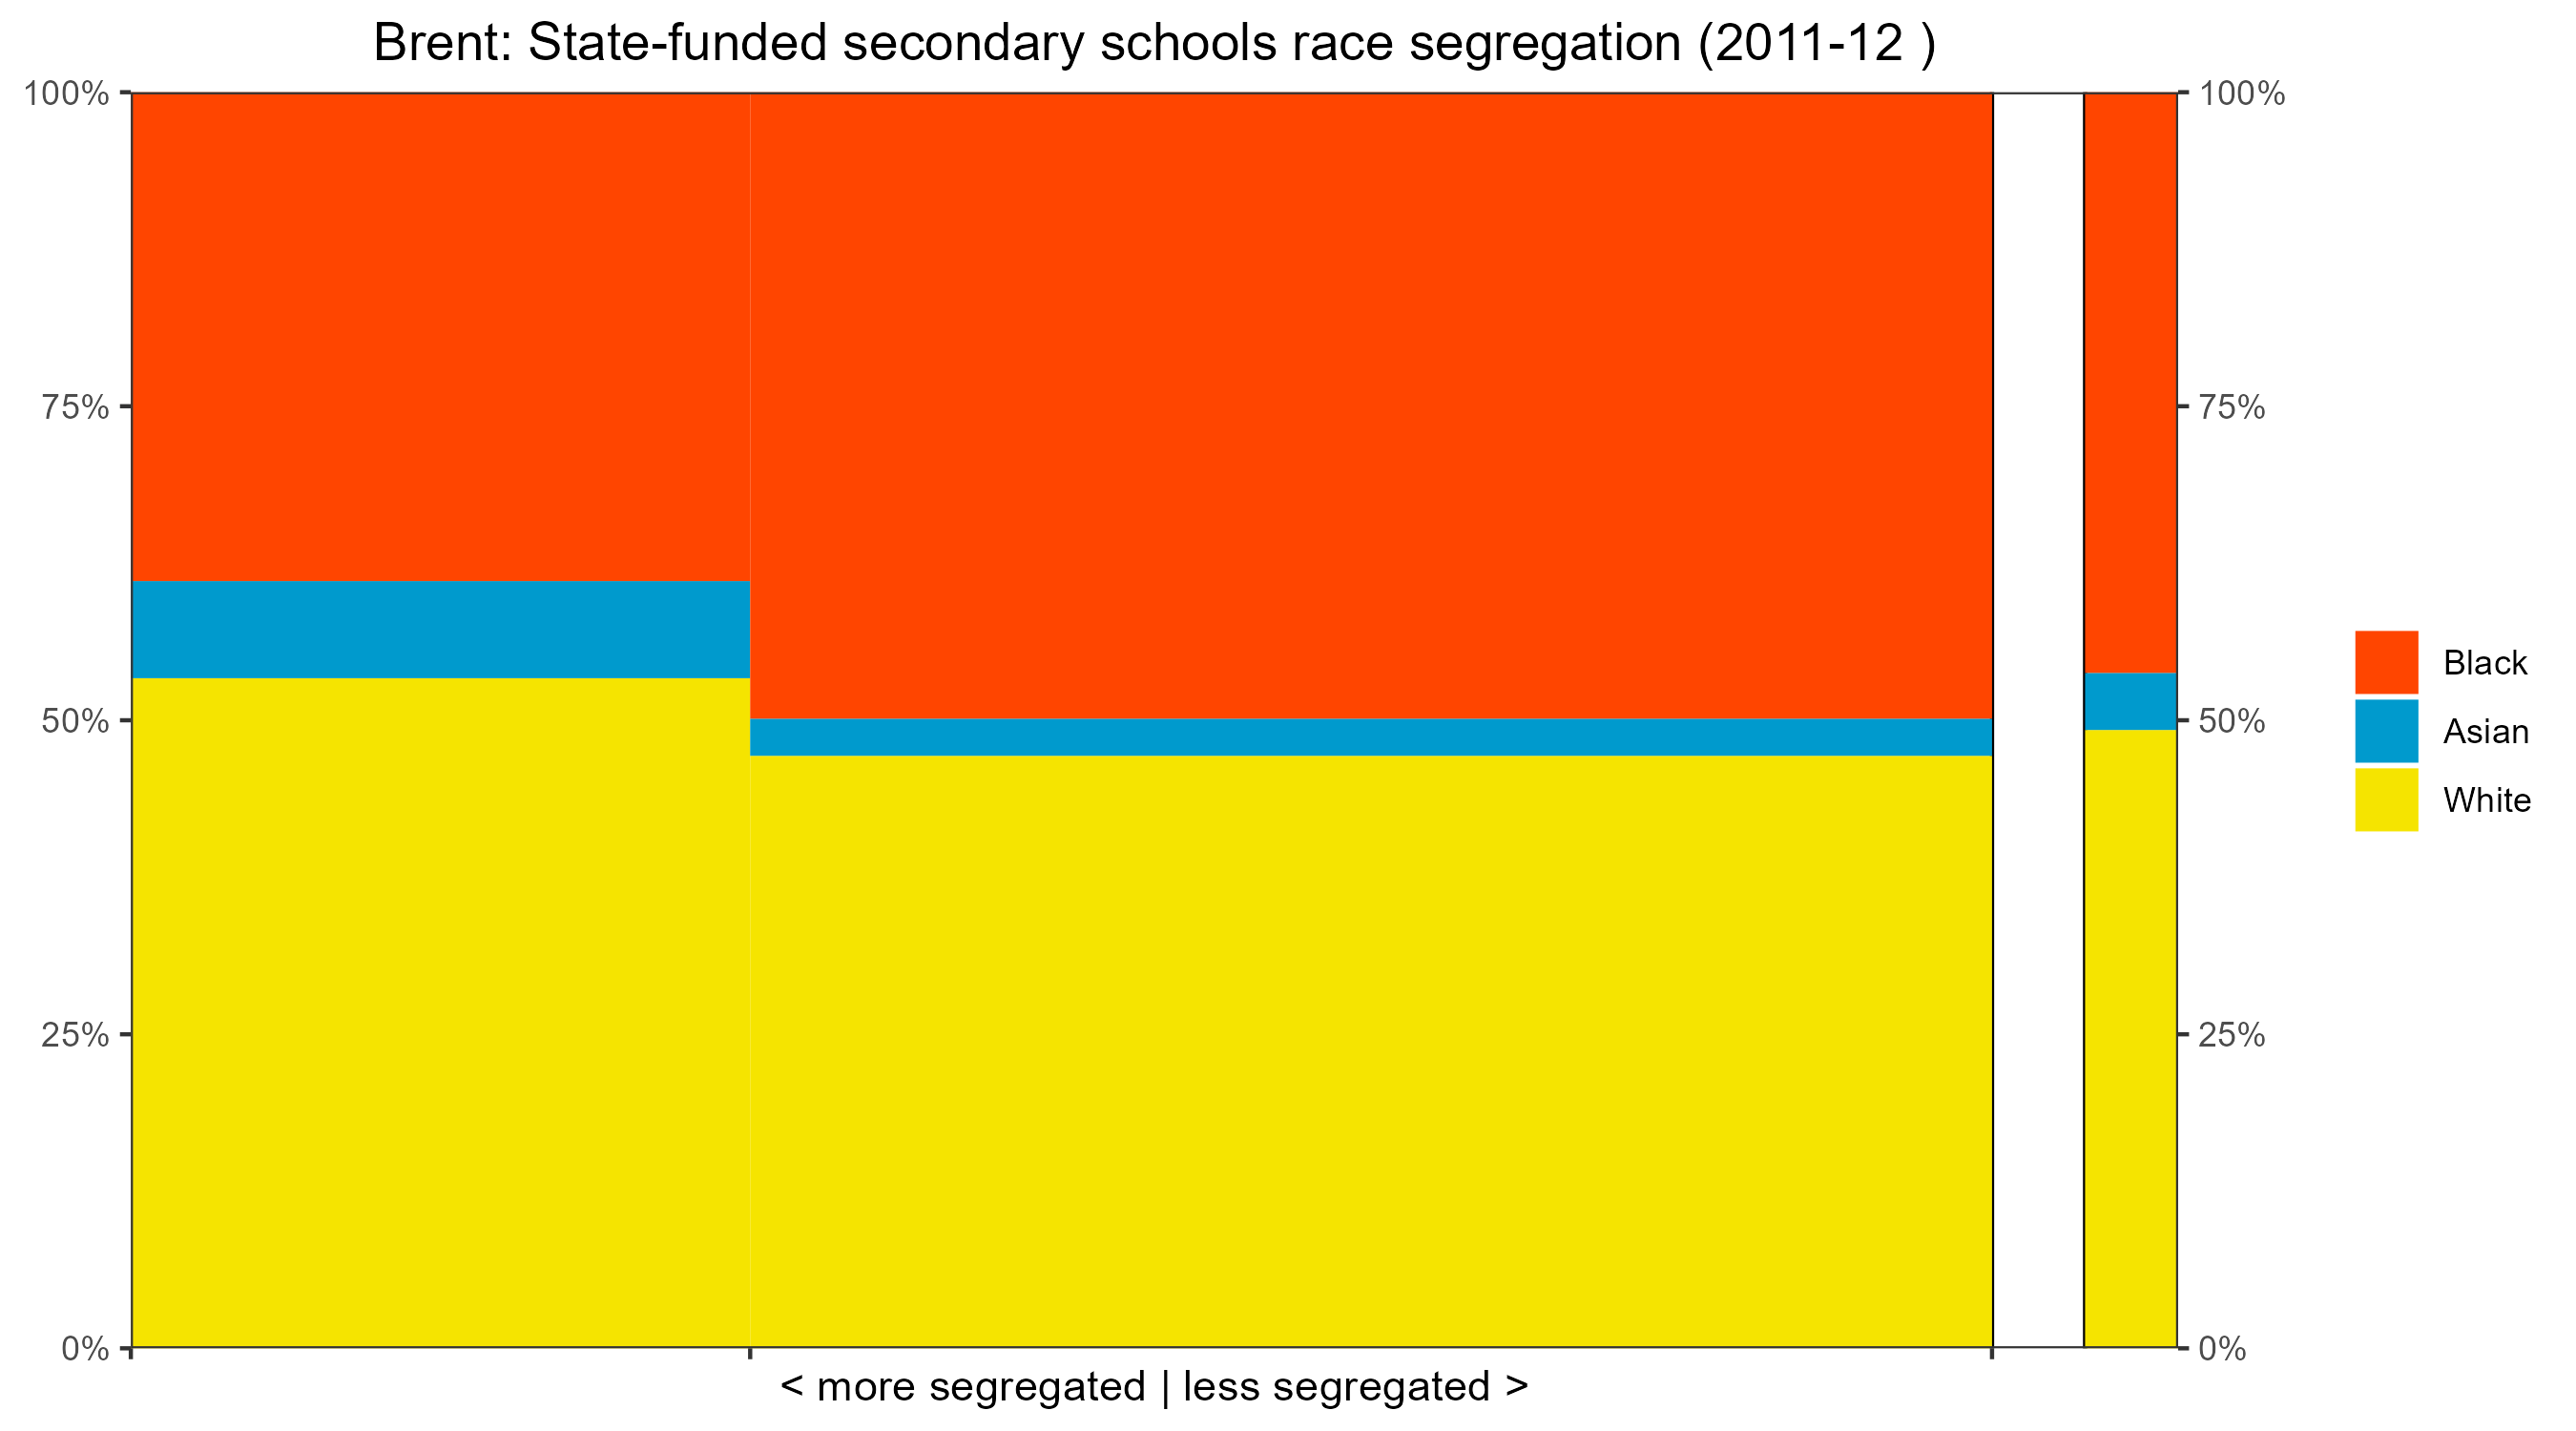 Brent: State-funded secondary schools race segregation (2011-12 )
100%
75%
50%
25%
0%
100%
75%
50%
25%
0%
< more segregated | less segregated >
Black
Asian
White